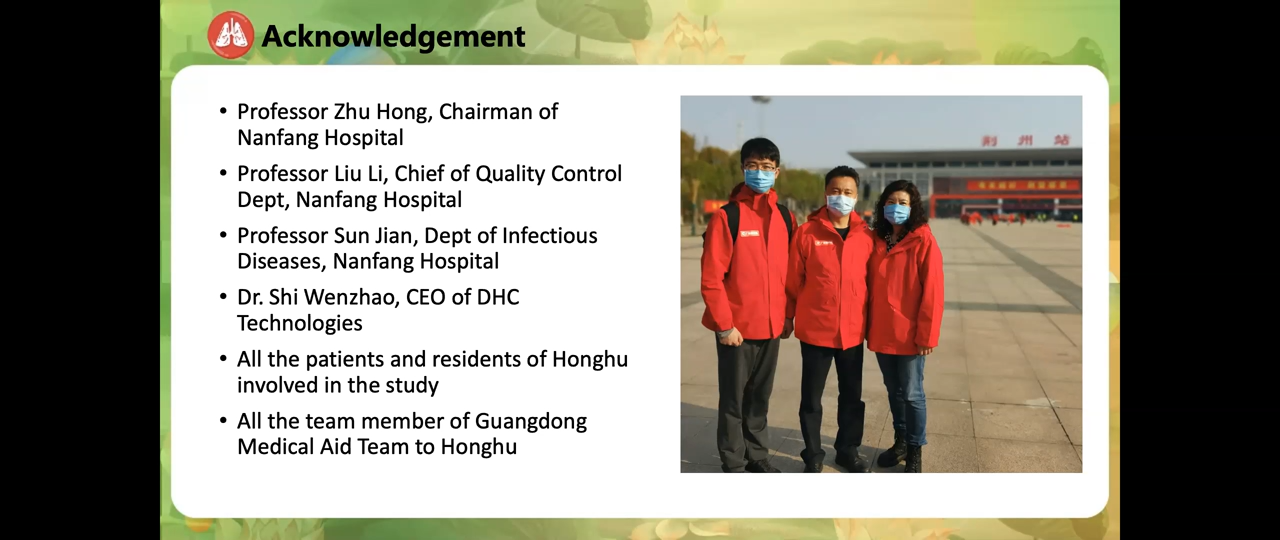 Acknowledgement
• Professor Zhu Hong, Chairman of
Nanfang Hospital
• Professor Liu Li, Chief of Quality Control
Dept, Nanfang Hospital
• Professor Sun Jian, Dept of Infectious
Diseases, Nanfang Hospital
• Dr. Shi Wenzhao, CEO of DHC
Technologies
• All the patients and residents of Honghu
involved in the study
• All the team member of Guangdong
Medical Aid Team to Honghu
荆州站